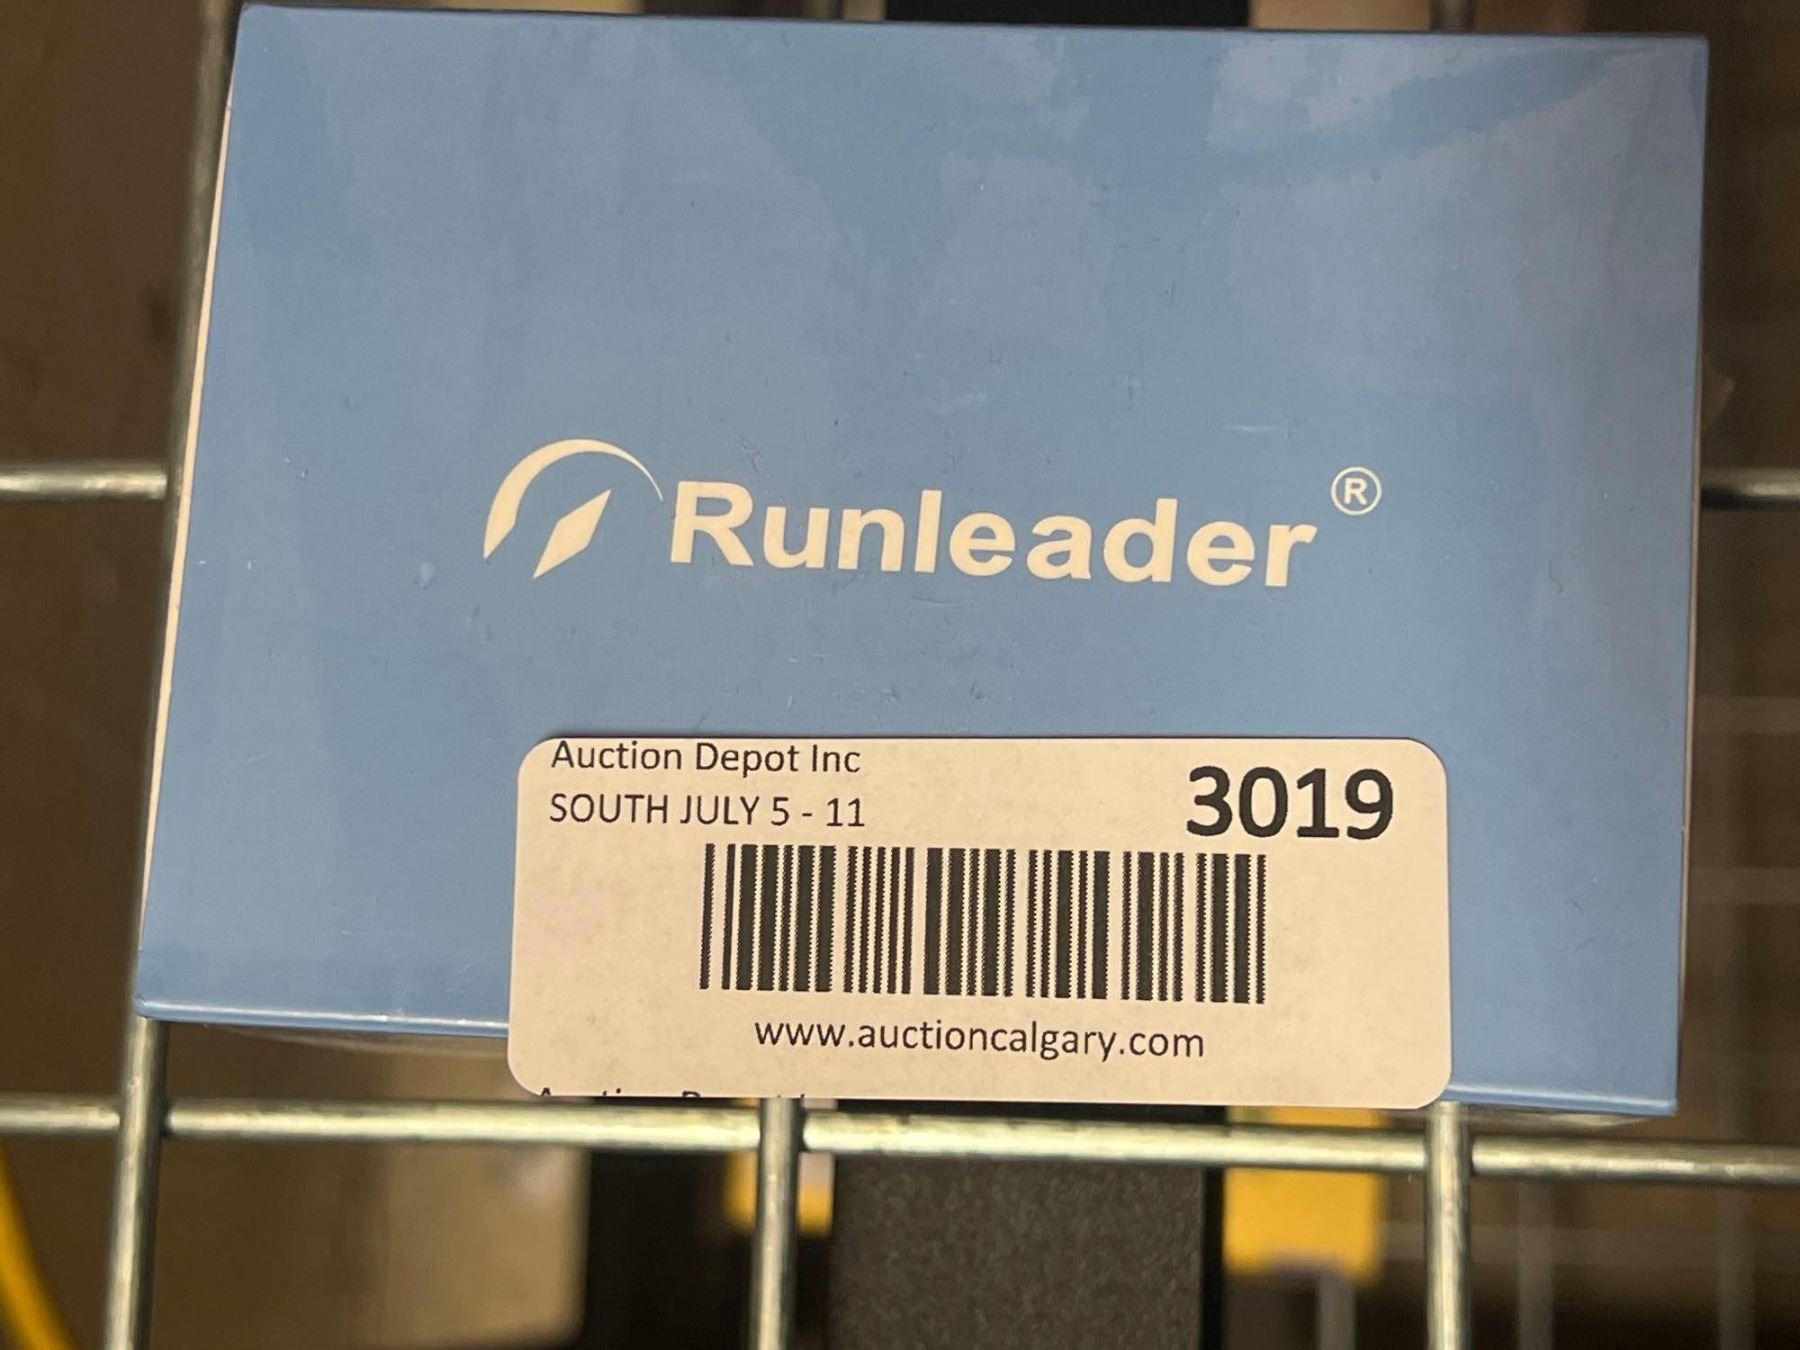 Runleader ®
Auction Depot Inc
SOUTH JULY 5 - 11
3019
www.auctioncalgary.com